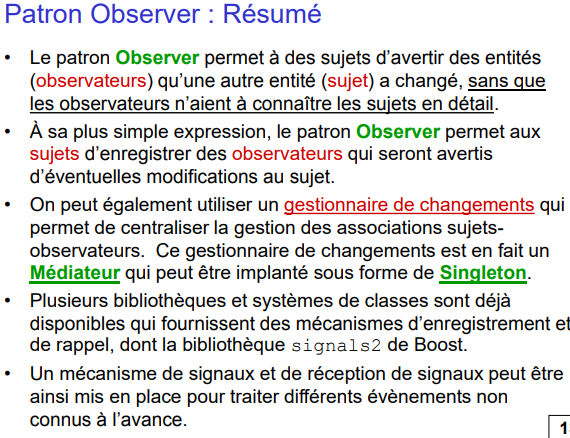 Patron Observer : Résumé
• Le patron Observer permet à des sujets d'avertir des entités
(observateurs) qu'une autre entité (sujet) a changé, sans que
les observateurs n'aient à connaître les sujets en détail.
• À sa plus simple expression, le patron Observer permet aux
sujets d'enregistrer des observateurs qui seront avertis
d'éventuelles modifications au sujet.
• On peut également utiliser un gestionnaire de changements qui
permet de centraliser la gestion des associations sujets-
observateurs. Ce gestionnaire de changements est en fait un
Médiateur qui peut être implanté sous forme de Singleton.
• Plusieurs bibliothèques et systèmes de classes sont déjà
disponibles qui fournissent des mécanismes d'enregistrement et
de rappel, dont la bibliothèque signals2 de Boost.
• Un mécanisme de signaux et de réception de signaux peut être
ainsi mis en place pour traiter différents évènements non
connus à l'avance.